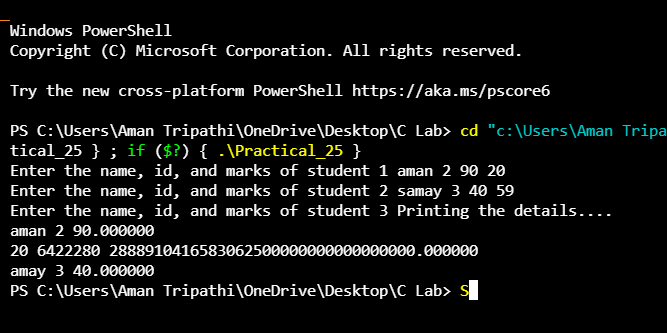 Windows PowerShell
Copyright (C) Microsoft Corporation. All rights reserved.
Try the new cross-platform PowerShell https://aka.ms/pscore6
PS C:\Users\Aman Tripathi\OneDrive\Desktop\C Lab> cd "c:\Users\Aman Tripa
tical_25 } ; if ($?) { .\Practical_25 }
Enter the name, id, and marks of student 1 aman 2 90 20
Enter the name, id, and marks of student 2 samay 3 40 59
Enter the name, id, and marks of student 3 Printing the details....
aman 2 90.000000
20 6422280 28889104165830625000000000000000.000000
amay 3 40.000000
PS C:\Users\Aman Tripathi\OneDrive\Desktop\C Lab> S